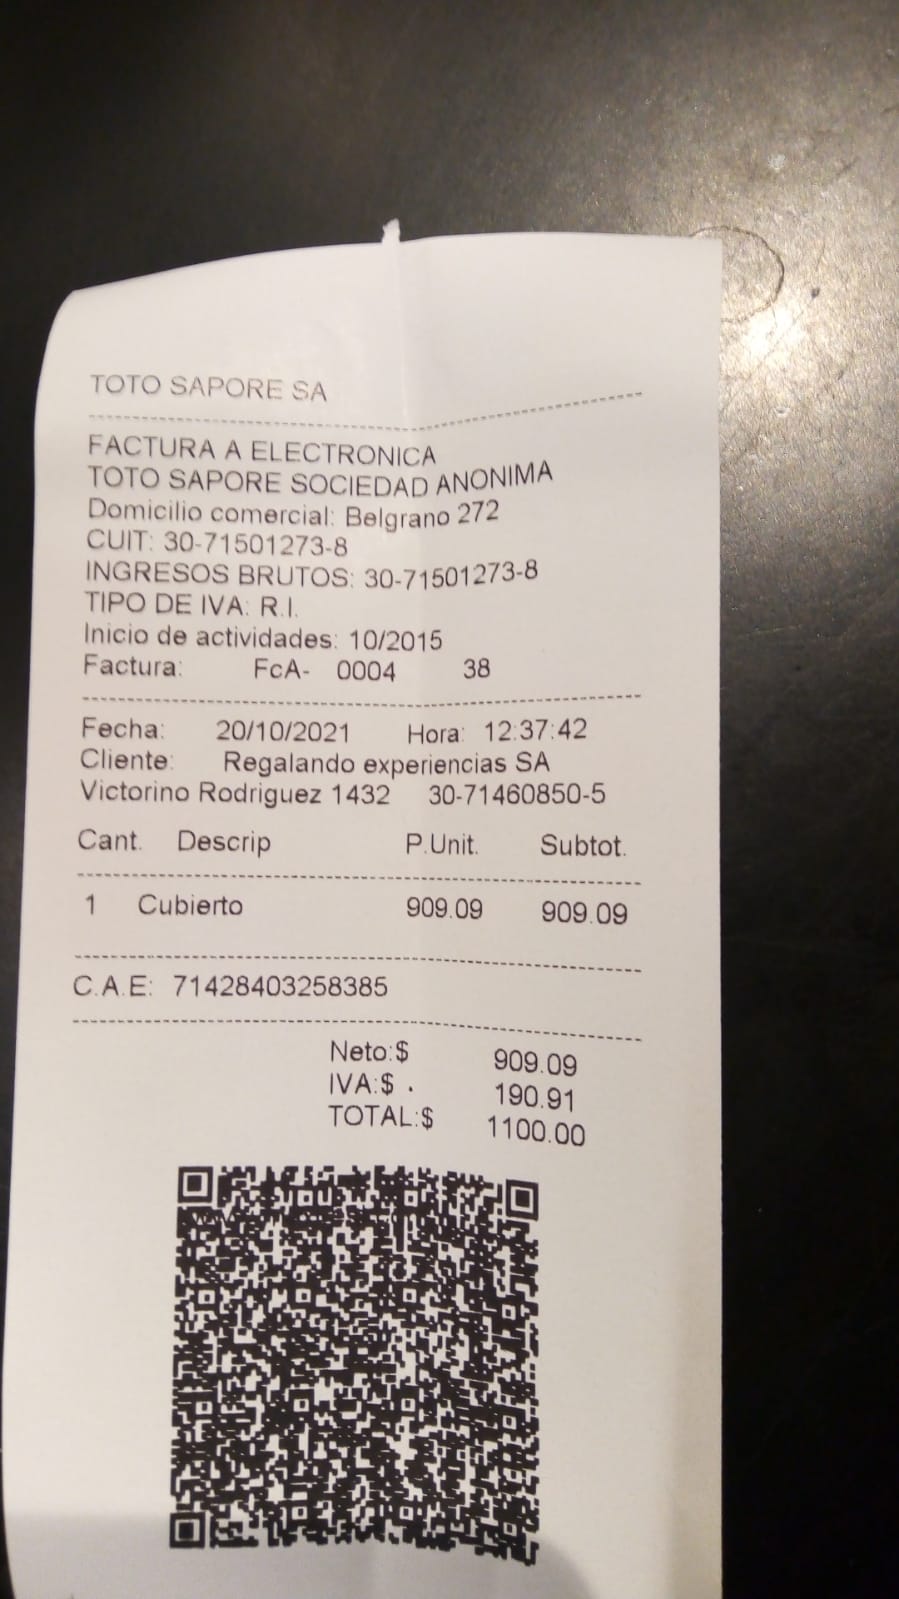 TOTO SAPORE SA
FACTURA A ELECTRONICA
TOTO SAPORE SOCIEDAD ANONIMA
Domicilio comercial: Belgrano 272
CUIT: 30-71501273-8
INGRESOS BRUTOS: 30-71501273-8
TIPO DE IVA: R.I.
Inicio de actividades: 10/2015
Factura: FcA- 0004 38
Fecha: 20/10/2021 Hora: 12:37:42
Cliente: Regalando experiencias SA
Victorino Rodriguez 1432 30-71460850-5
Cant. Descrip P.Unit. Subtot.
1 Cubierto 909.09 909.09
C.A.E: 71428403258385
Neto:$ 909.09
IVA:$ . 190.91
TOTAL:$ 1100.00